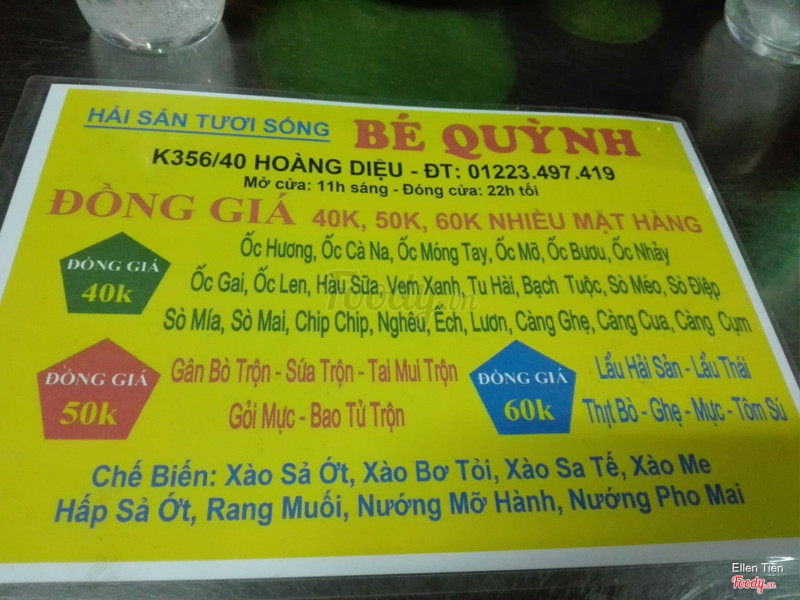 HẢI SẢN TƯƠI SỐNG BÉ QUỲNH
K356/40 HOÀNG DIỆU - ĐT: 01223.497.419
Mở cửa: 11h sáng - Đóng cửa: 22h tối
ĐỒNG GIÁ 40K, 50K, 60K NHIỀU MẶT HÀNG
ĐỒNG GIÁ
40k
Ốc Hương, Ốc Cà Na, Ốc Móng Tay, Ốc Mỡ, Ốc Bươu, Ốc Nhảy
Ốc Gai, Ốc Len, Hàu Sữa, Vẹm Xanh, Tu Hài, Bạch Tuộc, Sò Méo, Sò Điệp
Sò Mía, Sò Mai, Chip Chip, Nghêu, Ếch, Lươn, Càng Ghẹ, Càng Cua, Càng Cụm
ĐỒNG GIÁ
50k
Gân Bò Trộn - Sứa Trộn - Tai Mui Trộn
Gỏi Mực - Bao Tử Trộn
ĐỒNG GIÁ
60k
Lẩu Hải Sản - Lẩu Thái
Thịt Bò - Ghẹ - Mực - Tôm Sú
Chế Biến: Xào Sả Ớt, Xào Bơ Tỏi, Xào Sa Tế, Xào Me
Hấp Sả Ớt, Rang Muối, Nướng Mỡ Hành, Nướng Pho Mai
Foody.vn
Ellen Tiên
Foody.vn